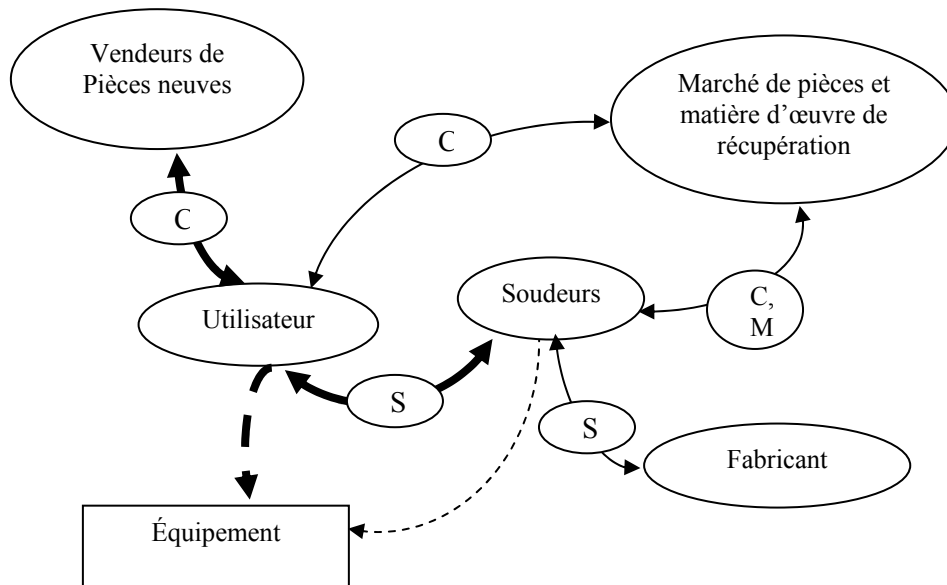 Vendeurs de
Pièces neuves
Marché de pièces et
matière d’œuvre de
récupération
C
C
Soudeurs
C,
M
Utilisateur
S
S
Fabricant
Équipement